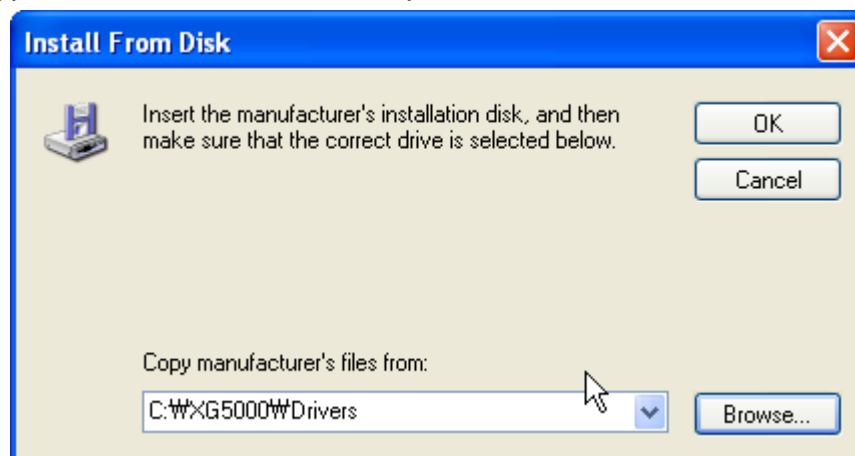 Install From Disk
Insert the manufacturer's installation disk, and then
make sure that the correct drive is selected below.
OK
Cancel
Copy manufacturer's files from:
C:₩XG5000₩Drivers
Browse...